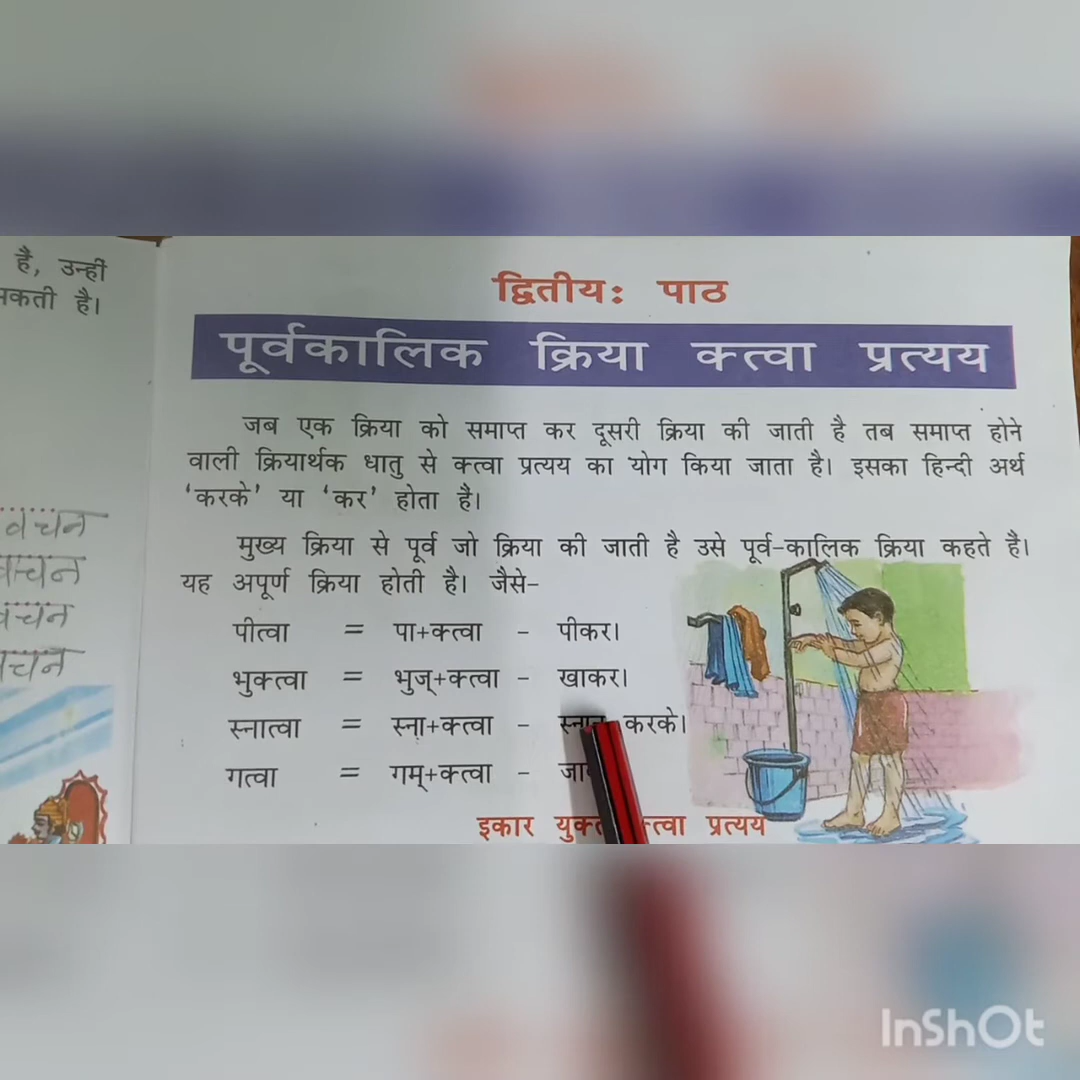 है, उन्हीं
सकती है।
वचन
वचन
वचन
वचन
द्वितीयः पाठ
पूर्वकालिक क्रिया क्त्वा प्रत्यय
जब एक क्रिया को समाप्त कर दूसरी क्रिया की जाती है तब समाप्त होने
वाली क्रियार्थक धातु से क्त्वा प्रत्यय का योग किया जाता है। इसका हिन्दी अर्थ
'करके' या 'कर' होता है।
मुख्य क्रिया से पूर्व जो क्रिया की जाती है उसे पूर्व-कालिक क्रिया कहते हैं।
यह अपूर्ण क्रिया होती है। जैसे-
पीत्वा = पा+क्त्वा - पीकर।
भुक्त्वा = भुज्+क्त्वा - खाकर।
स्नात्वा = स्ना+क्त्वा - स्नान करके।
गत्वा = गम्+क्त्वा -
इकार क्त्वा प्रत्यय
InShOt